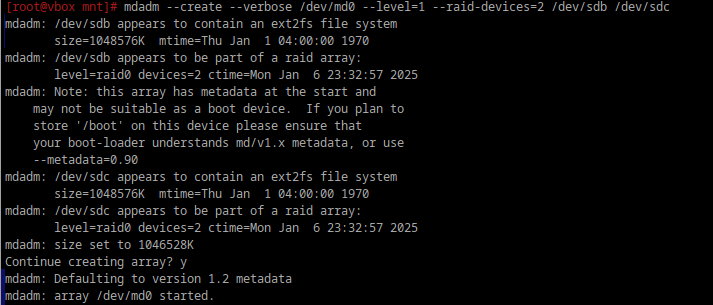 [root@vbox mnt]# mdadm --create --verbose /dev/md0 --level=1 --raid-devices=2 /dev/sdb /dev/sdc
mdadm: /dev/sdb appears to contain an ext2fs file system
       size=1048576K  mtime=Thu Jan  1 04:00:00 1970
mdadm: /dev/sdb appears to be part of a raid array:
       level=raid0 devices=2 ctime=Mon Jan  6 23:32:57 2025
mdadm: Note: this array has metadata at the start and
    may not be suitable as a boot device.  If you plan to
    store '/boot' on this device please ensure that
    your boot-loader understands md/v1.x metadata, or use
    --metadata=0.90
mdadm: /dev/sdc appears to contain an ext2fs file system
       size=1048576K  mtime=Thu Jan  1 04:00:00 1970
mdadm: /dev/sdc appears to be part of a raid array:
       level=raid0 devices=2 ctime=Mon Jan  6 23:32:57 2025
mdadm: size set to 1046528K
Continue creating array? y
mdadm: Defaulting to version 1.2 metadata
mdadm: array /dev/md0 started.